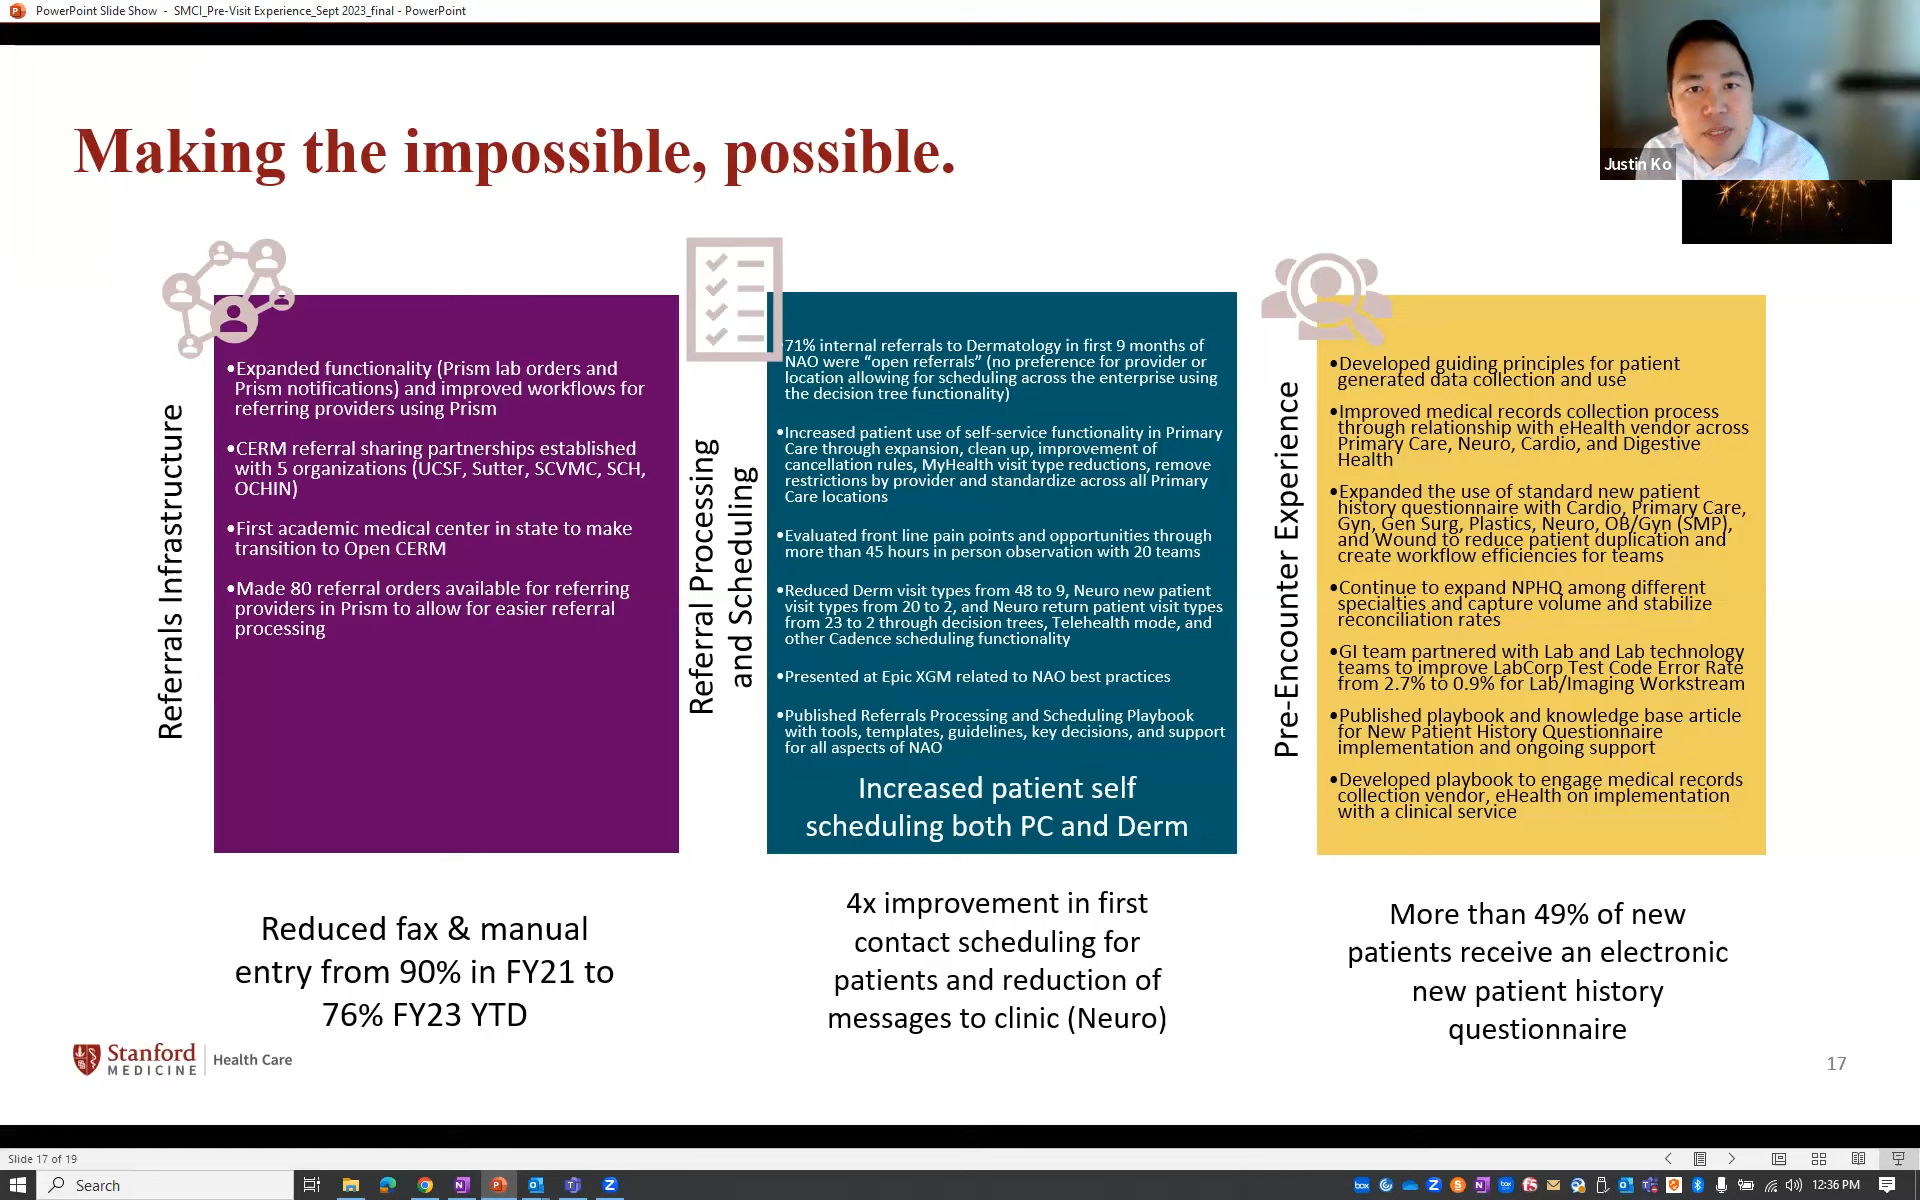 PowerPoint Slide Show - SMCI_Pre-Visit Experience_Sept 2023_final - PowerPoint
Justin Ko
Making the impossible, possible.
Referrals Infrastructure
•Expanded functionality (Prism lab orders and
Prism notifications) and improved workflows for
referring providers using Prism
•CERM referral sharing partnerships established
with 5 organizations (UCSF, Sutter, SCVMC, SCH,
OCHIN)
•First academic medical center in state to make
transition to Open CERM
•Made 80 referral orders available for referring
providers in Prism to allow for easier referral
processing
Reduced fax & manual
entry from 90% in FY21 to
76% FY23 YTD
Referral Processing
and Scheduling
71% internal referrals to Dermatology in first 9 months of
NAO were “open referrals” (no preference for provider or
location allowing for scheduling across the enterprise using
the decision tree functionality)
•Increased patient use of self-service functionality in Primary
Care through expansion, clean up, improvement of
cancellation rules, MyHealth visit type reductions, remove
restrictions by provider and standardize across all Primary
Care locations
•Evaluated front line pain points and opportunities through
more than 45 hours in person observation with 20 teams
•Reduced Derm visit types from 48 to 9, Neuro new patient
visit types from 20 to 2, and Neuro return patient visit types
from 23 to 2 through decision trees, Telehealth mode, and
other Cadence scheduling functionality
•Presented at Epic XGM related to NAO best practices
•Published Referrals Processing and Scheduling Playbook
with tools, templates, guidelines, key decisions, and support
for all aspects of NAO
Increased patient self
scheduling both PC and Derm
4x improvement in first
contact scheduling for
patients and reduction of
messages to clinic (Neuro)
Pre-Encounter Experience
•Developed guiding principles for patient
generated data collection and use
•Improved medical records collection process
through relationship with eHealth vendor across
Primary Care, Neuro, Cardio, and Digestive
Health
•Expanded the use of standard new patient
history questionnaire with Cardio, Primary Care,
Gyn, Gen Surg, Plastics, Neuro, OB/Gyn (SMP),
and Wound to reduce patient duplication and
create workflow efficiencies for teams
•Continue to expand NPHQ among different
specialties and capture volume and stabilize
reconciliation rates
•GI team partnered with Lab and Lab technology
teams to improve LabCorp Test Code Error Rate
from 2.7% to 0.9% for Lab/Imaging Workstream
•Published playbook and knowledge base article
for New Patient History Questionnaire
implementation and ongoing support
•Developed playbook to engage medical records
collection vendor, eHealth on implementation
with a clinical service
More than 49% of new
patients receive an electronic
new patient history
questionnaire
Stanford
MEDICINE
Health Care
17
Slide 17 of 19
Search
12:36 PM